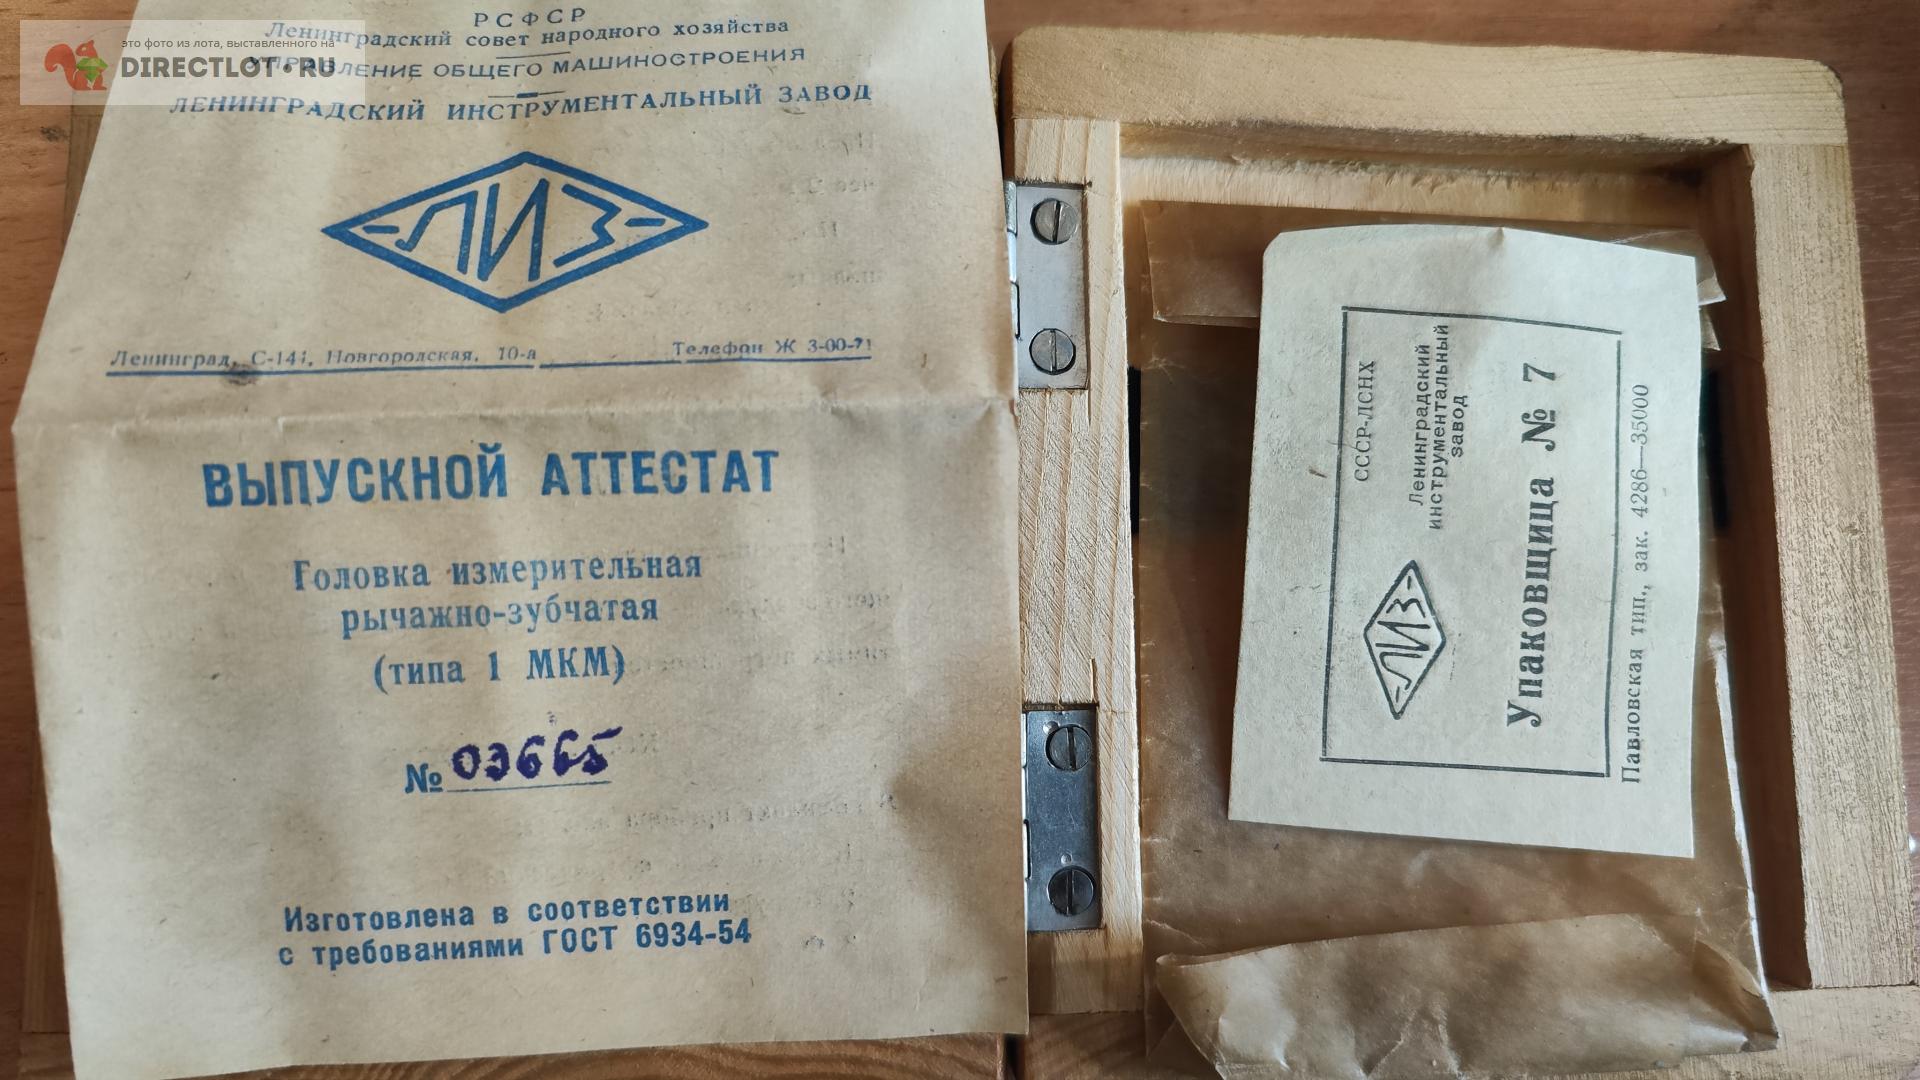 это фото из лота, выставленного на
DIRECTLOT.RU
РСФСР
Ленинградский совет народного хозяйства
УПРАВЛЕНИЕ ОБЩЕГО МАШИНОСТРОЕНИЯ
ЛЕНИНГРАДСКИЙ ИНСТРУМЕНТАЛЬНЫЙ ЗАВОД
ЛИЗ
Ленинград, С-141, Новгородская, 10-а Телефон Ж 3-00-71
ВЫПУСКНОЙ АТТЕСТАТ
Головка измерительная
рычажно-зубчатая
(типа 1 МКМ)
№ 03665
Изготовлена в соответствии
с требованиями ГОСТ 6934-54
СССР-ЛСНХ
Ленинградский
инструментальный
завод
ЛИЗ
Упаковщица № 7
Павловская тип., зак. 4286—35000